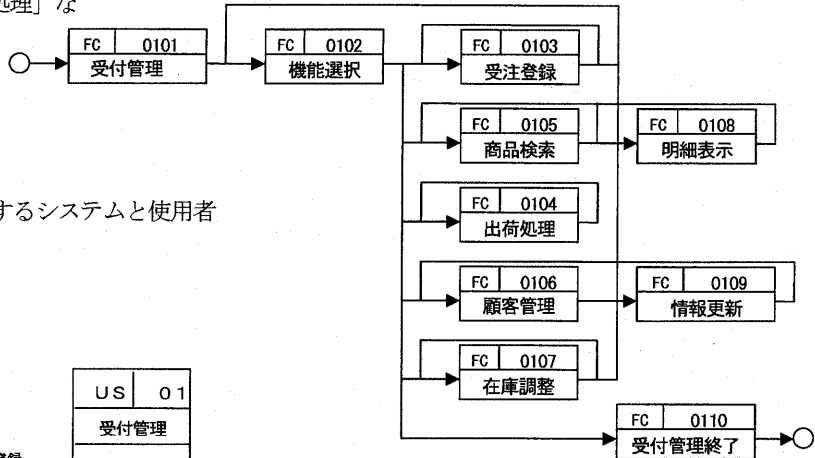 処理」な
FC 0101
受付管理
FC 0102
機能選択
FC 0103
受注登録
FC 0105
商品検索
FC 0108
明細表示
するシステムと使用者
FC 0104
出荷処理
FC 0106
顧客管理
FC 0109
情報更新
FC 0107
在庫調整
US 01
受付管理
FC 0110
受付管理終了